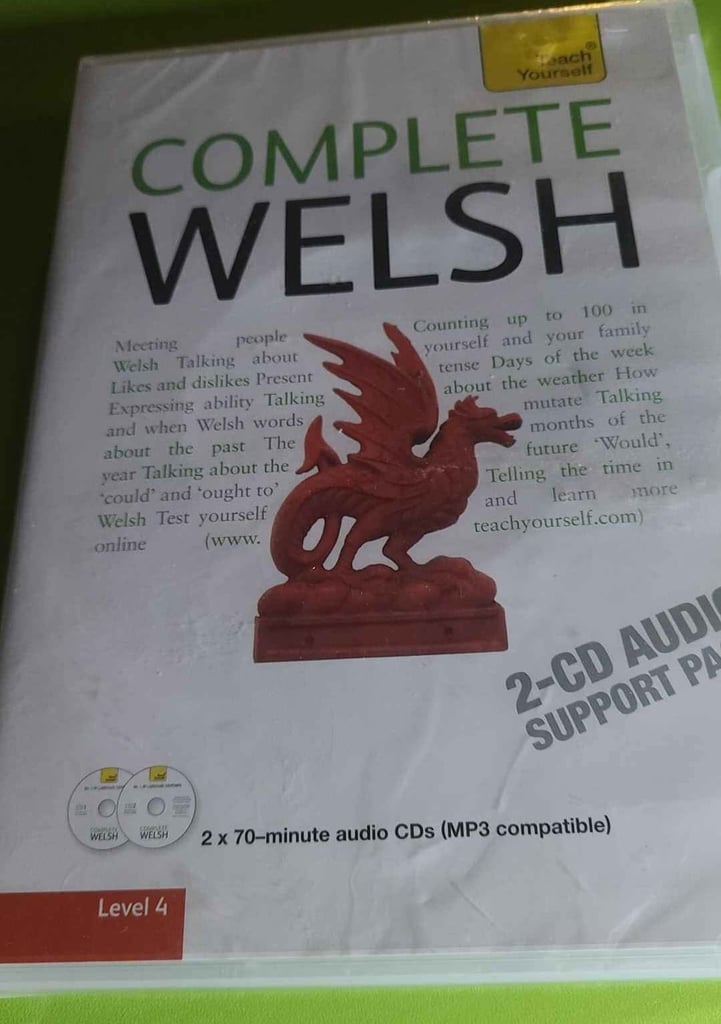 Teach
Yourself®
COMPLETE
WELSH
Meeting people Counting up to 100 in
Welsh Talking about yourself and your family
Likes and dislikes Present tense Days of the week
Expressing ability Talking about the weather How
and when Welsh words mutate Talking
about the past The months of the
year Talking about the future ‘Would’,
‘could’ and ‘ought to’ Telling the time in
Welsh Test yourself and learn more
online (www. teachyourself.com)
2-CD AUDIO
SUPPORT PA
COMPLETE
WELSH
COMPLETE
WELSH
2 x 70–minute audio CDs (MP3 compatible)
Level 4